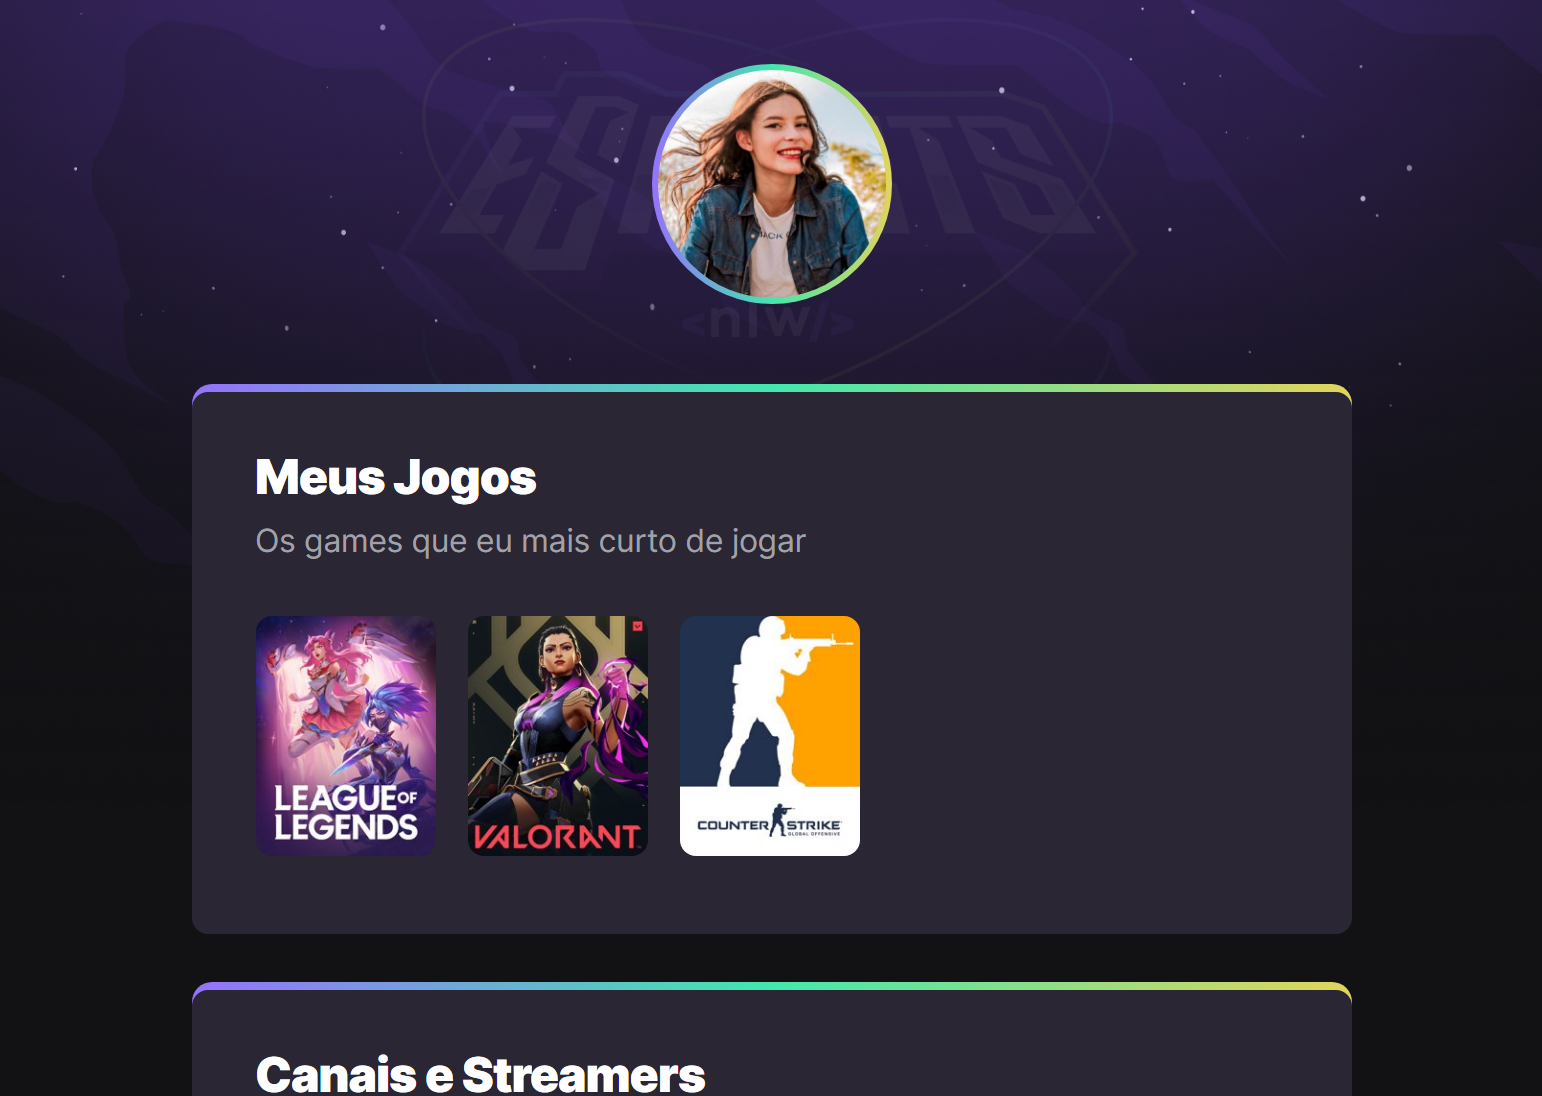 ESPORTS
<nlw/>
Meus Jogos
Os games que eu mais curto de jogar
LEAGUE OF
LEGENDS
VALORANT
COUNTER STRIKE
GLOBAL OFFENSIVE
Canais e Streamers